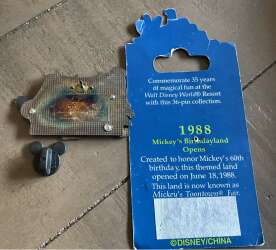 Commemorate 35 years
of magical fun at the
Walt Disney World® Resort
with this 36-pin collection.
1988
Mickey's Birthdayland
Opens
Created to honor Mickey's 60th
birthday, this themed land
opened on June 18, 1988.
This land is now known as
Mickey's Toontown® Fair.
©DISNEY/CHINA